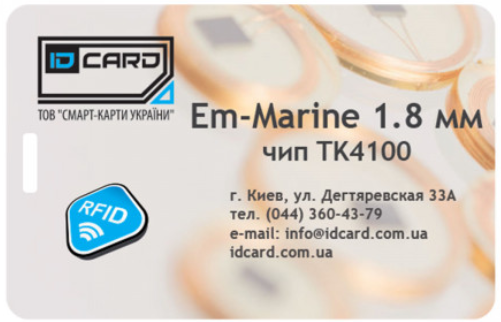 ID CARD
ТОВ "СМАРТ-КАРТИ УКРАЇНИ"
Em-Marine 1.8 мм
чип TK4100
RFID
г. Киев, ул. Дегтяревская 33А
тел. (044) 360-43-79
e-mail: info@idcard.com.ua
idcard.com.ua